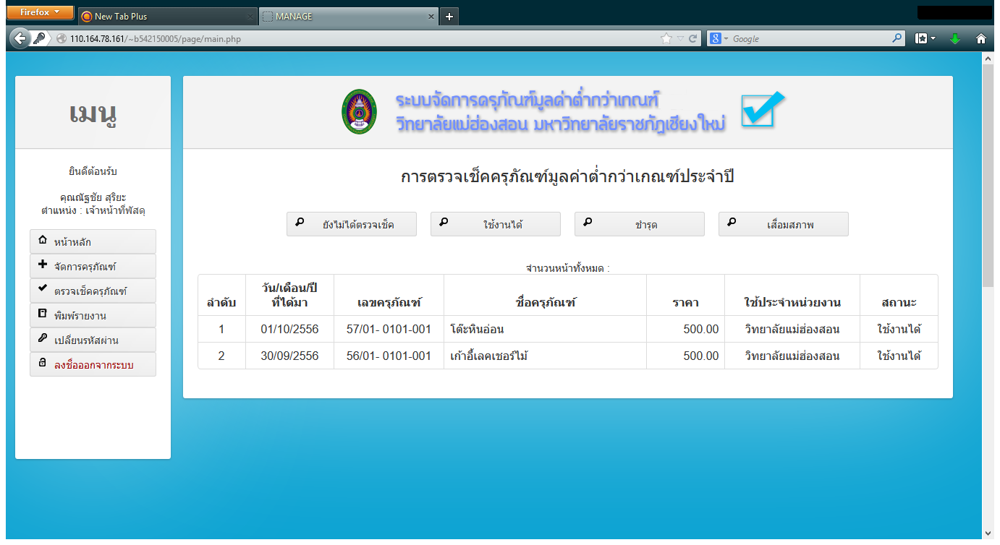 Firefox
New Tab Plus
MANAGE
110.164.78.161/~b542150005/page/main.php
Google
เมนู
ยินดีต้อนรับ
คุณณัฐชัย สุริยะ
ตำแหน่ง : เจ้าหน้าที่พัสดุ
หน้าหลัก
จัดการครุภัณฑ์
ตรวจเช็คครุภัณฑ์
พิมพ์รายงาน
เปลี่ยนรหัสผ่าน
ลงชื่อออกจากระบบ
ระบบจัดการครุภัณฑ์มูลค่าต่ำกว่าเกณฑ์
วิทยาลัยแม่ฮ่องสอน มหาวิทยาลัยราชภัฏเชียงใหม่
การตรวจเช็คครุภัณฑ์มูลค่าต่ำกว่าเกณฑ์ประจำปี
ยังไม่ได้ตรวจเช็ค ใช้งานได้ ชำรุด เสื่อมสภาพ
จำนวนหน้าทั้งหมด :
ลำดับ วัน/เดือน/ปี ที่ได้มา เลขครุภัณฑ์ ชื่อครุภัณฑ์ ราคา ใช้ประจำหน่วยงาน สถานะ
1 01/10/2556 57/01- 0101-001 โต๊ะหินอ่อน 500.00 วิทยาลัยแม่ฮ่องสอน ใช้งานได้
2 30/09/2556 56/01- 0101-001 เก้าอี้เลคเชอร์ไม้ 500.00 วิทยาลัยแม่ฮ่องสอน ใช้งานได้